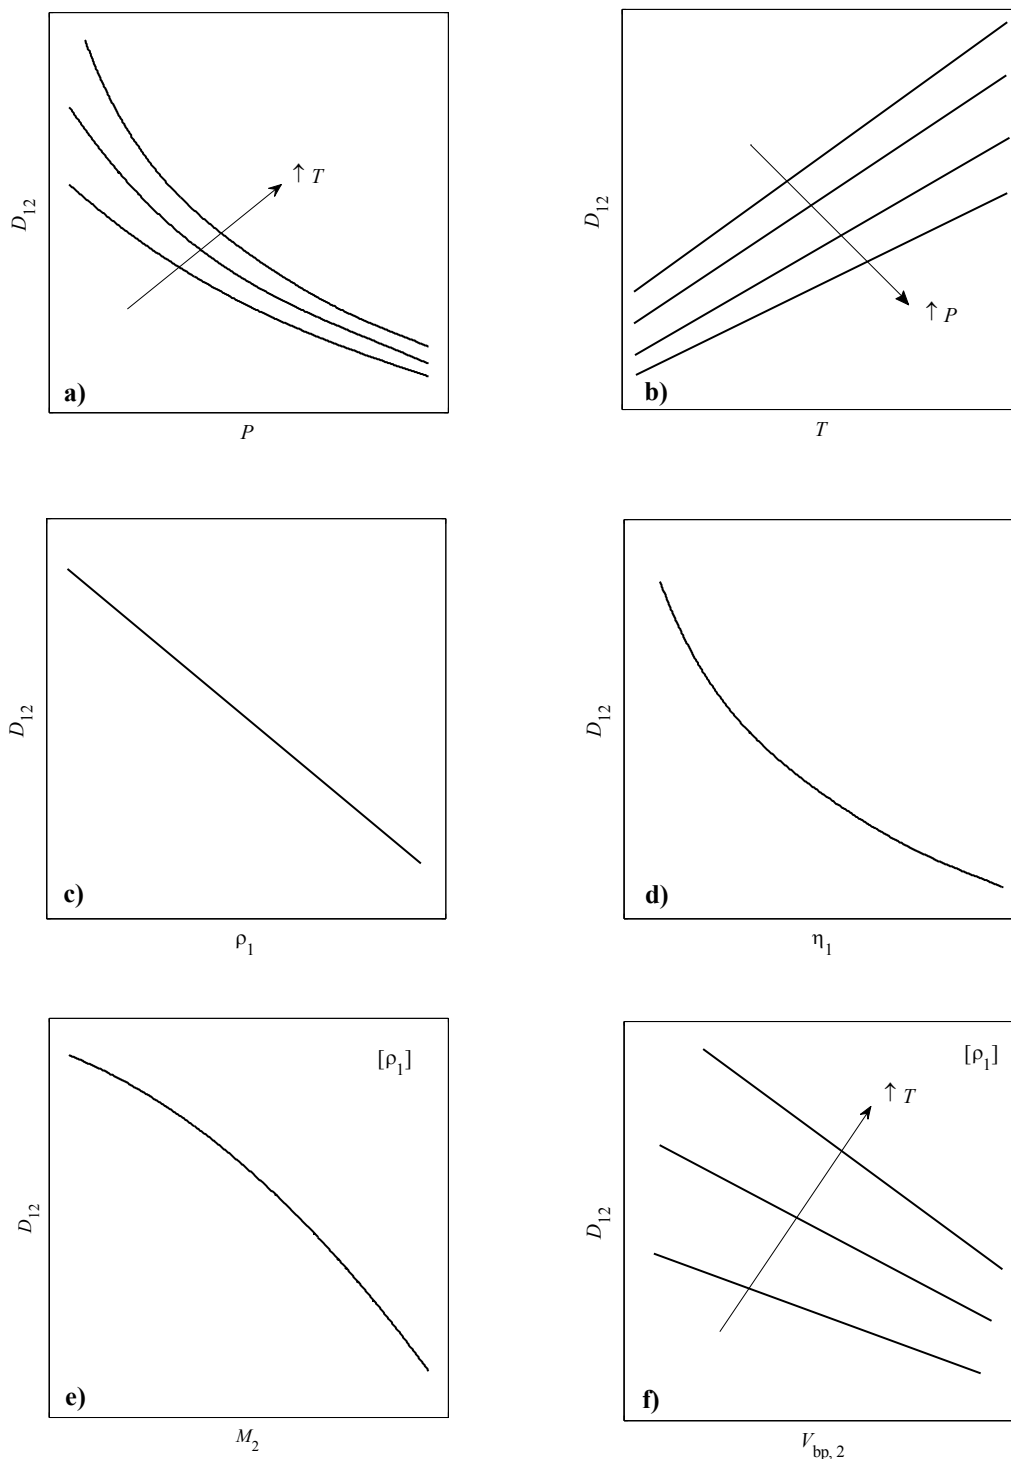 D12
↑ T
a)
P
D12
↑ P
b)
T
D12
c)
ρ1
D12
d)
η1
D12
[ρ1]
e)
M2
D12
[ρ1]
↑ T
f)
Vbp, 2